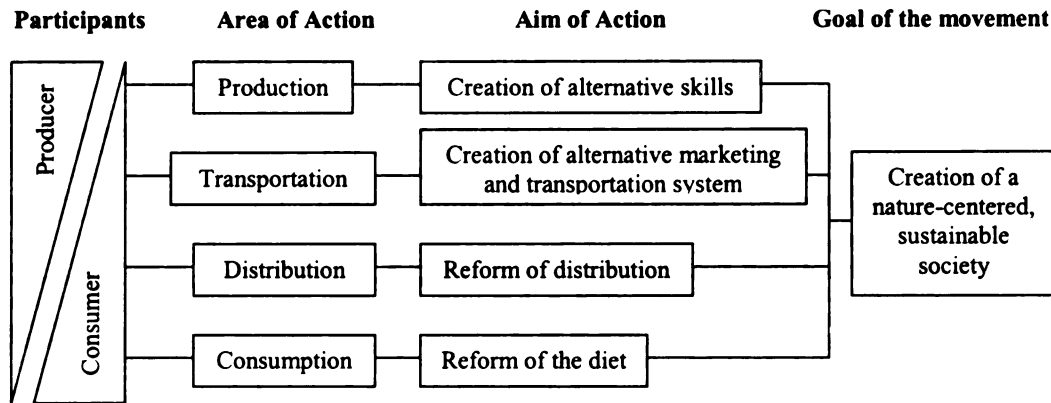 Participants Area of Action Aim of Action Goal of the movement
Producer
Consumer
Production
Creation of alternative skills
Transportation
Creation of alternative marketing
and transportation system
Distribution
Reform of distribution
Consumption
Reform of the diet
Creation of a
nature-centered,
sustainable
society